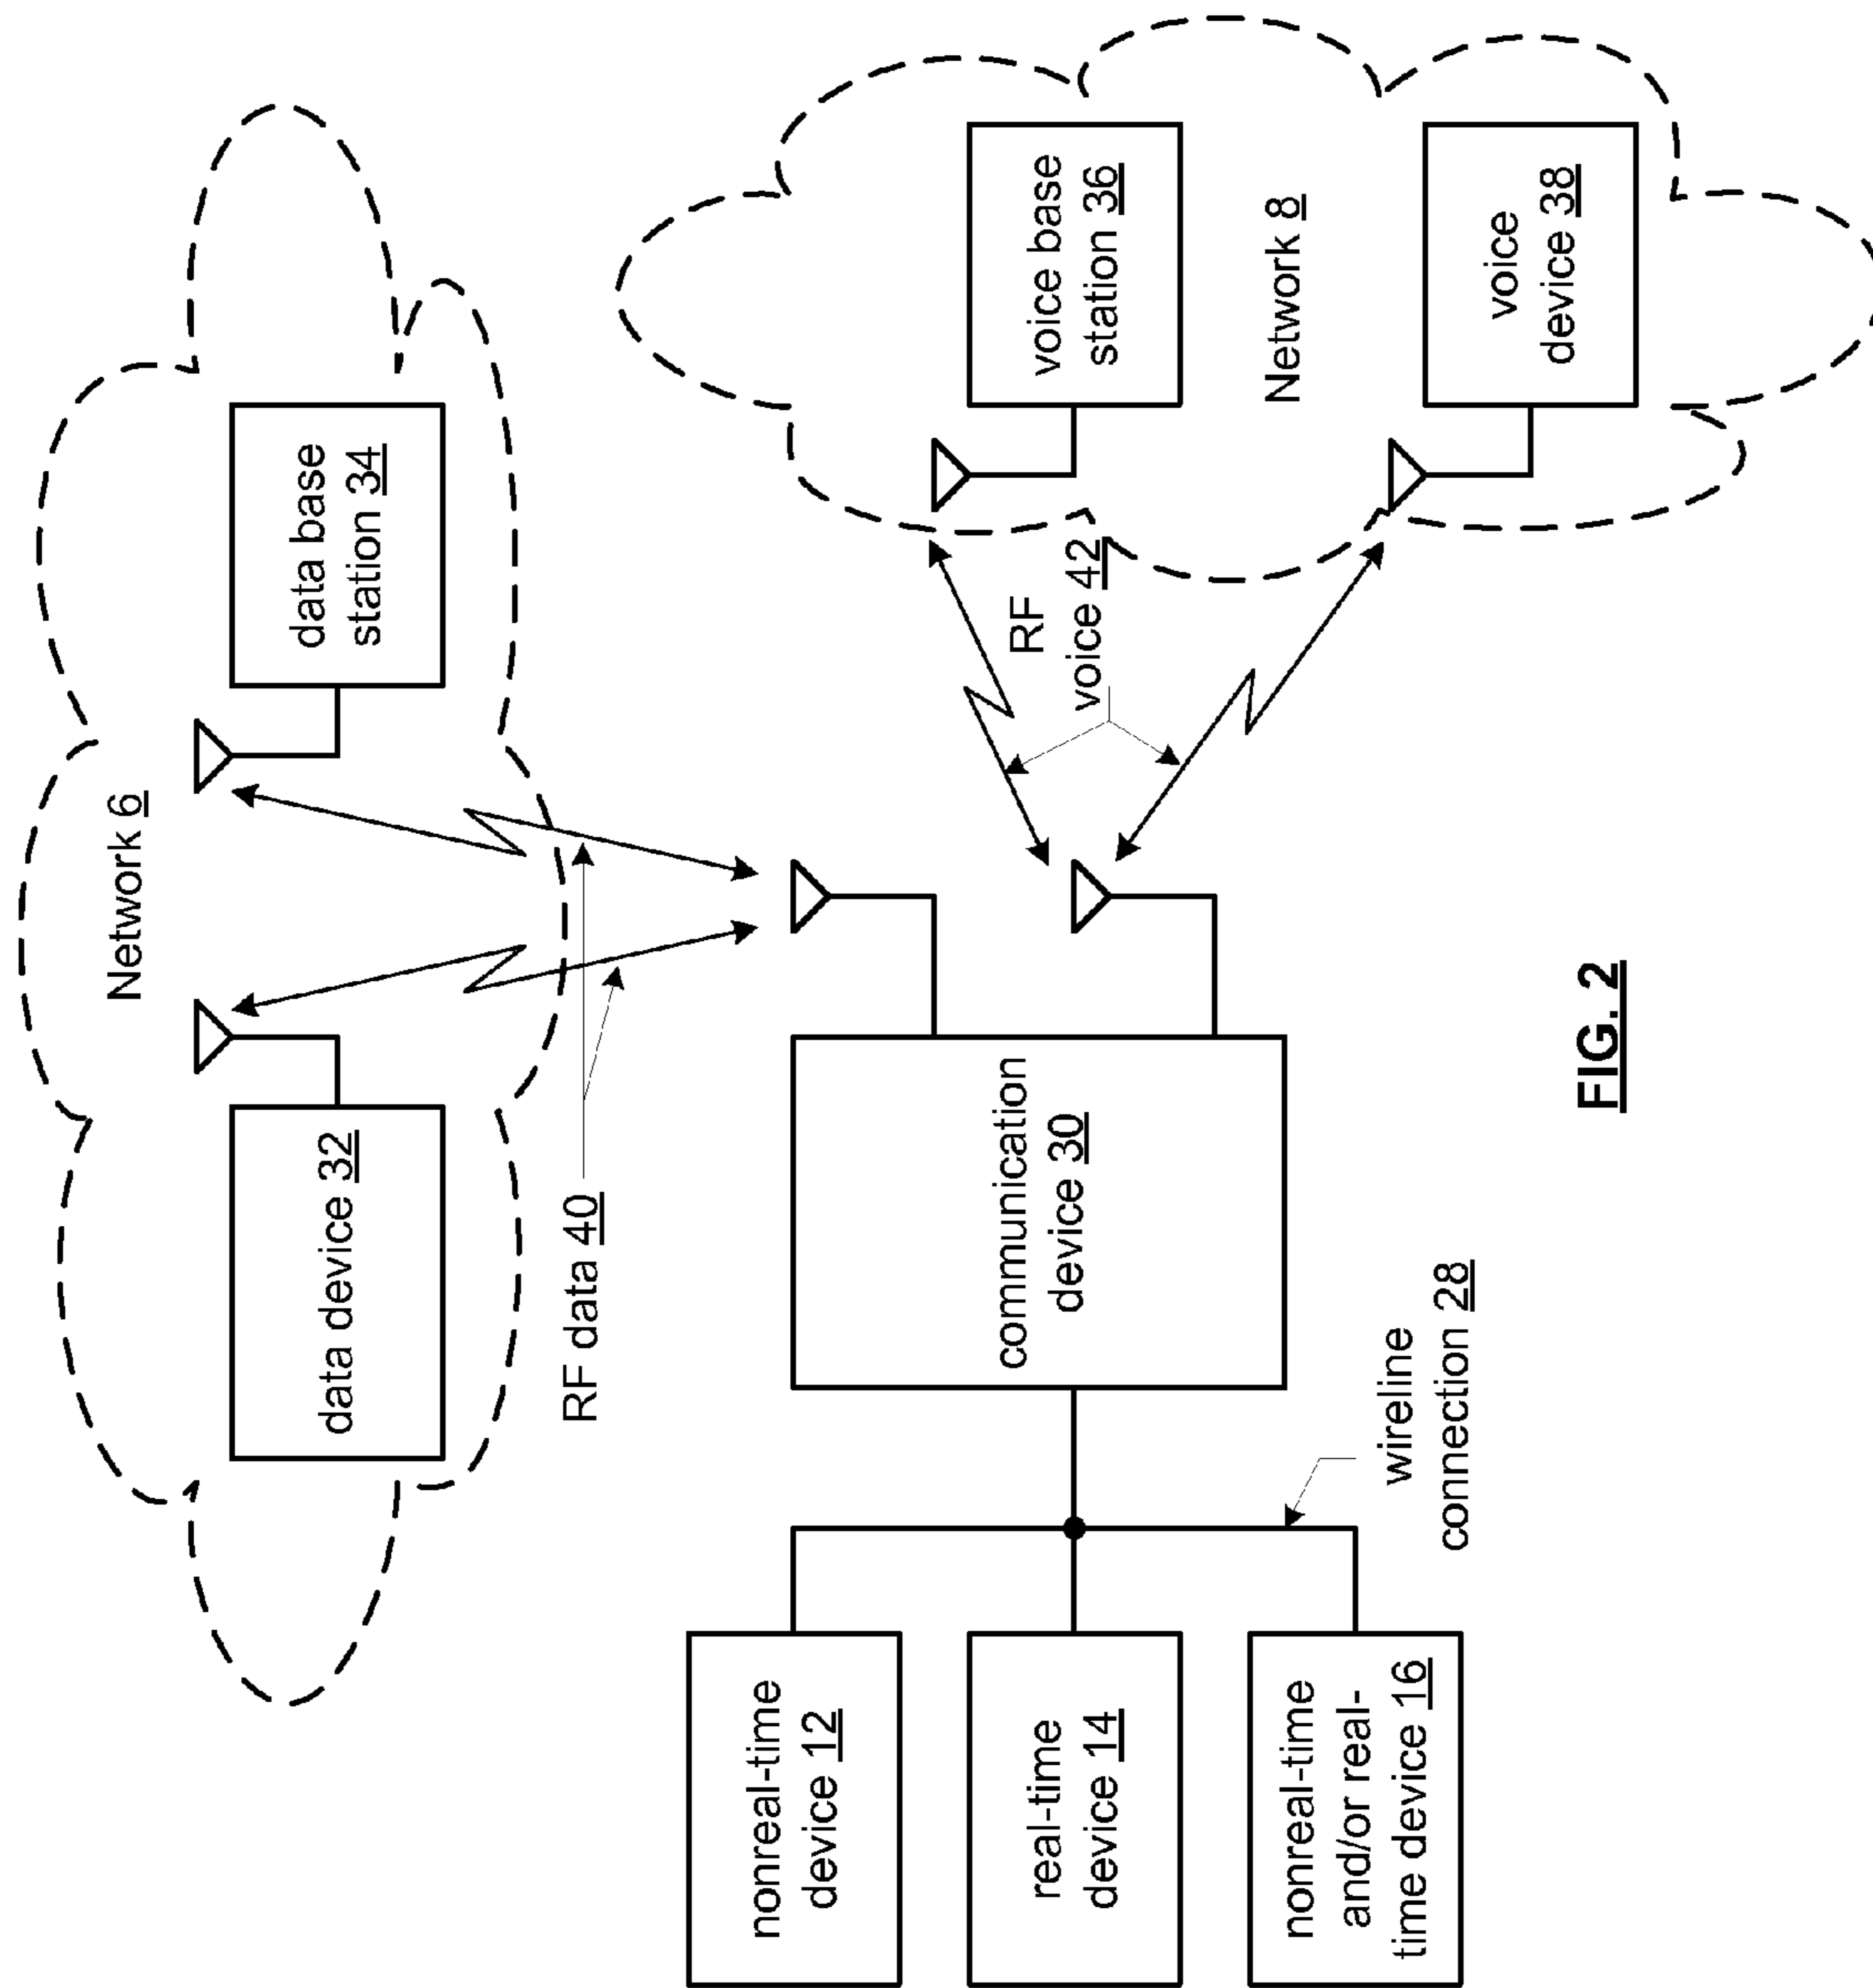 Network 6
data device 32
data base
station 34
RF data 40
nonreal-time
device 12
real-time
device 14
nonreal-time
and/or real-
time device 16
communication
device 30
wireline
connection 28
RF
voice 42
voice base
station 36
Network 8
voice
device 38
FIG. 2